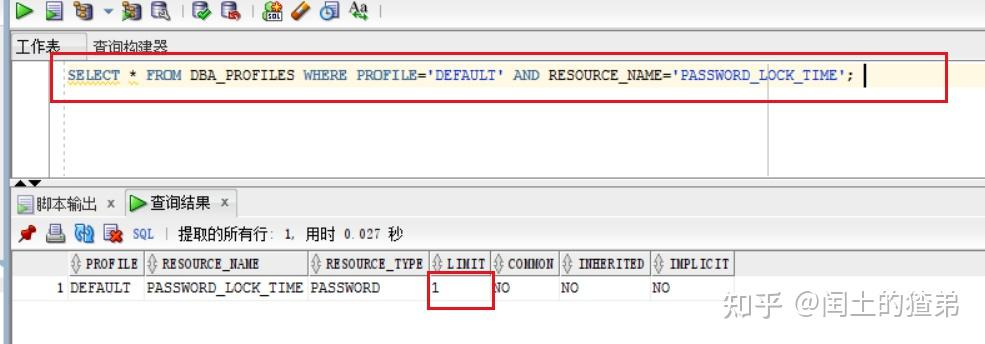 工作表 查询构建器
SELECT * FROM DBA_PROFILES WHERE PROFILE='DEFAULT' AND RESOURCE_NAME='PASSWORD_LOCK_TIME';
脚本输出 × 查询结果 ×
SQL | 提取的所有行: 1, 用时 0.027 秒
PROFILE RESOURCE_NAME RESOURCE_TYPE LIMIT COMMON INHERITED IMPLICIT
1 DEFAULT PASSWORD_LOCK_TIME PASSWORD 1 NO NO NO
知乎 @闰土的猹弟